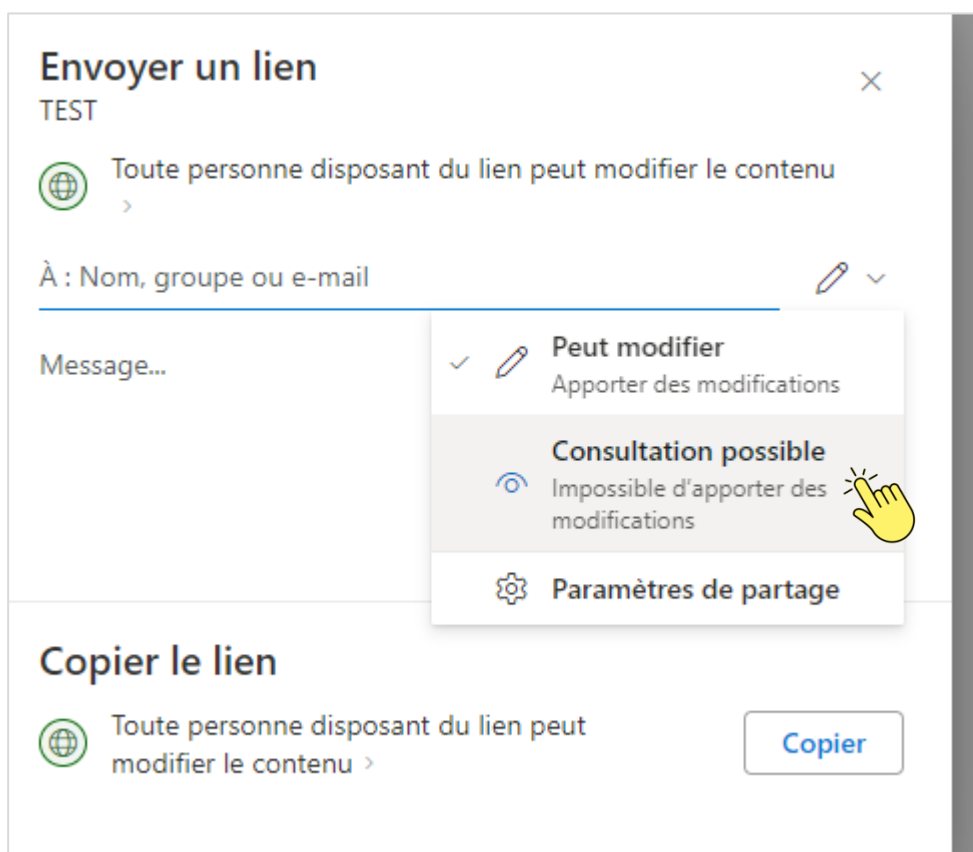 Envoyer un lien
TEST
Toute personne disposant du lien peut modifier le contenu
À : Nom, groupe ou e-mail
Message...
Peut modifier
Apporter des modifications
Consultation possible
Impossible d'apporter des
modifications
Paramètres de partage
Copier le lien
Toute personne disposant du lien peut
modifier le contenu
Copier